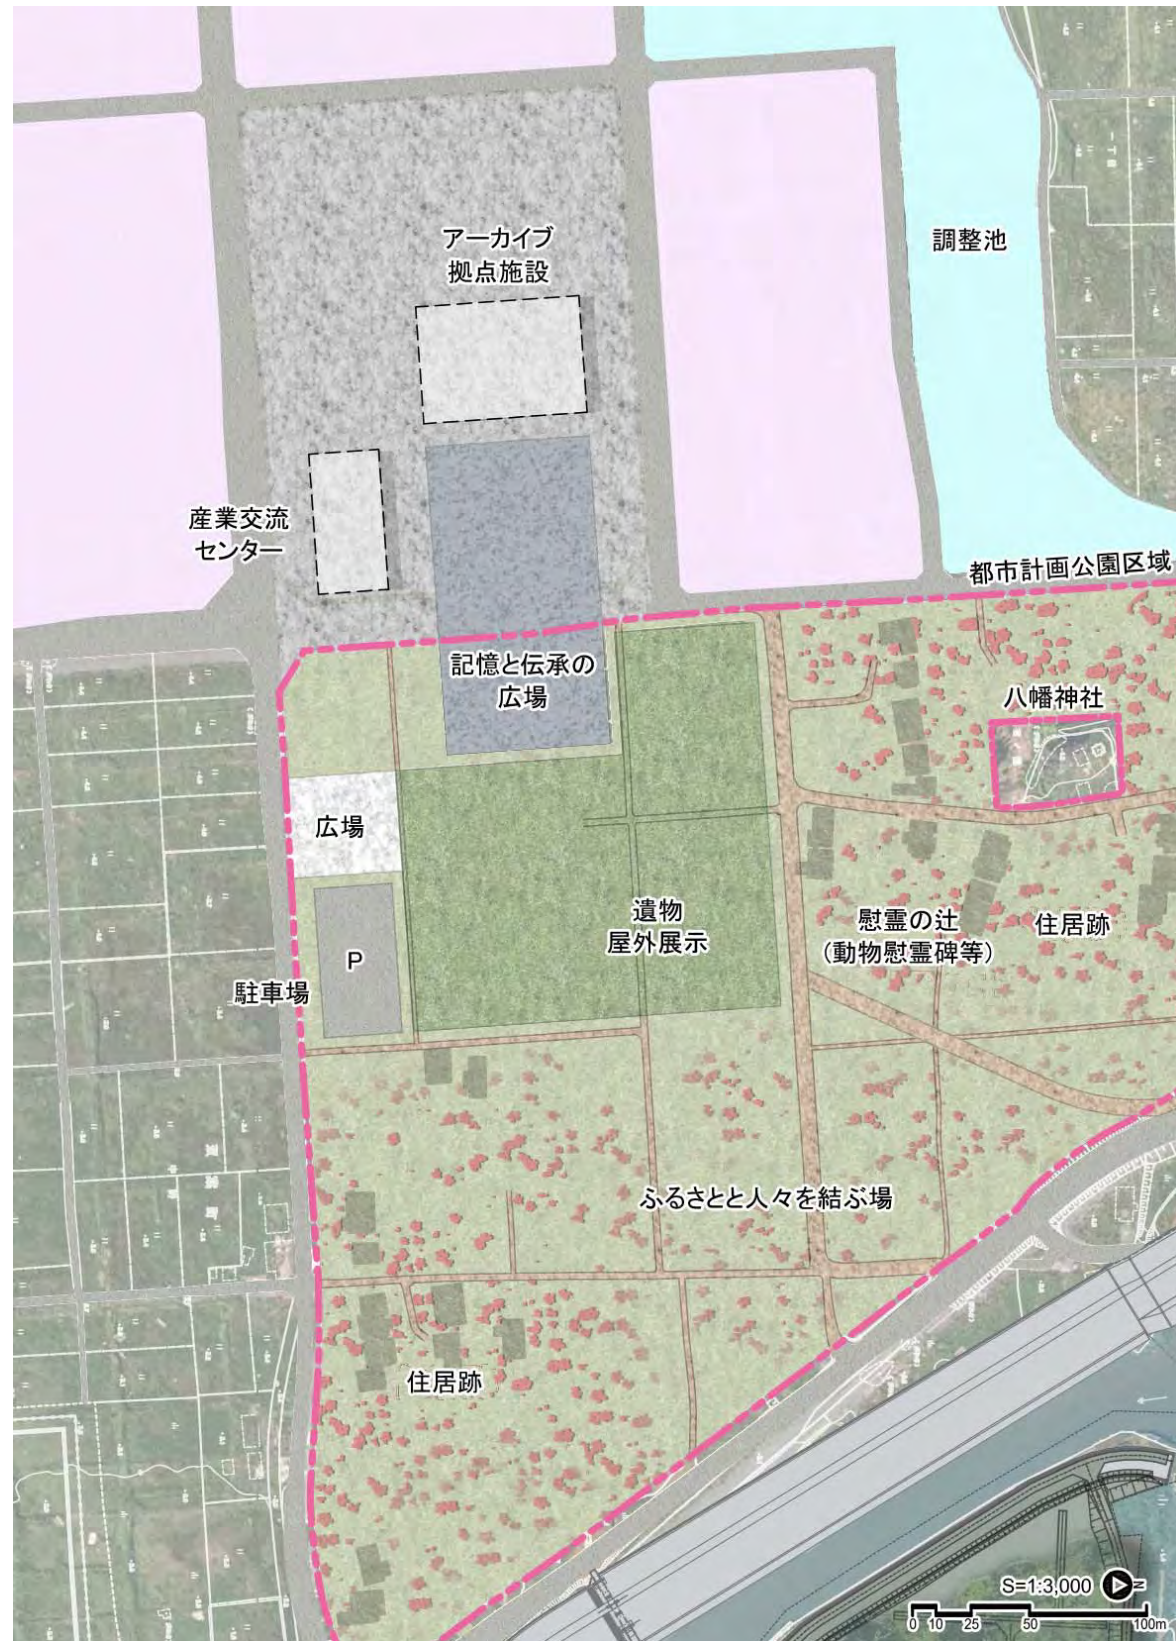 アーカイブ
拠点施設
調整池
産業交流
センター
都市計画公園区域
記憶と伝承の
広場
八幡神社
広場
遺物
屋外展示
慰霊の辻
(動物慰霊碑等)
住居跡
P
駐車場
ふるさとと人々を結ぶ場
住居跡
S=1:3,000
N
0 10 25 50 100m